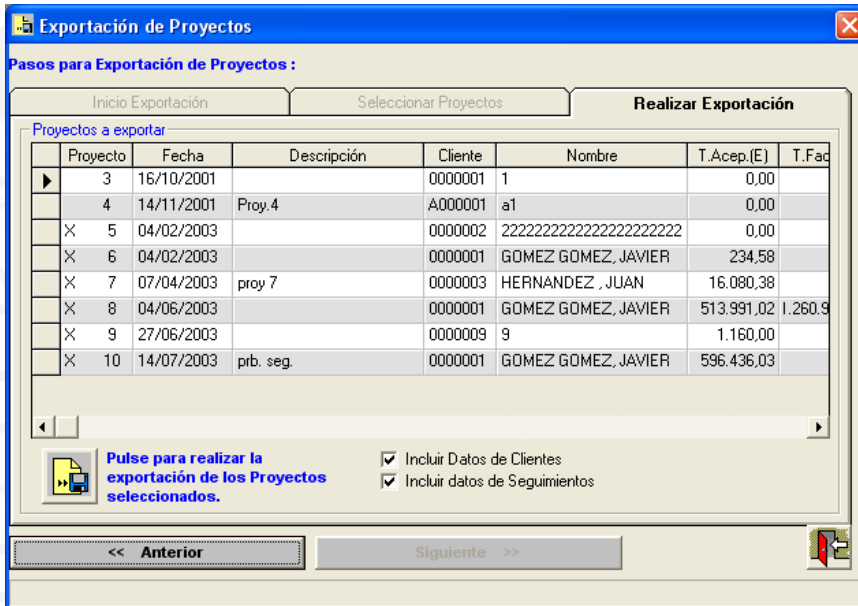 Exportación de Proyectos
Pasos para Exportación de Proyectos :
Inicio Exportación Seleccionar Proyectos Realizar Exportación
Proyectos a exportar
Proyecto Fecha Descripción Cliente Nombre T.Acep.(E) T.Fac
3 16/10/2001 0000001 1 0,00
4 14/11/2001 Proy.4 A000001 a1 0,00
X 5 04/02/2003 0000002 2222222222222222222222 0,00
X 6 04/02/2003 0000001 GOMEZ GOMEZ, JAVIER 234,58
X 7 07/04/2003 proy 7 0000003 HERNANDEZ , JUAN 16.080,38
X 8 04/06/2003 0000001 GOMEZ GOMEZ, JAVIER 513.991,02 1.260.9
X 9 27/06/2003 0000009 9 1.160,00
X 10 14/07/2003 prb. seg. 0000001 GOMEZ GOMEZ, JAVIER 596.436,03
Pulse para realizar la
exportación de los Proyectos
seleccionados.
Incluir Datos de Clientes
Incluir datos de Seguimientos
<< Anterior Siguiente >>